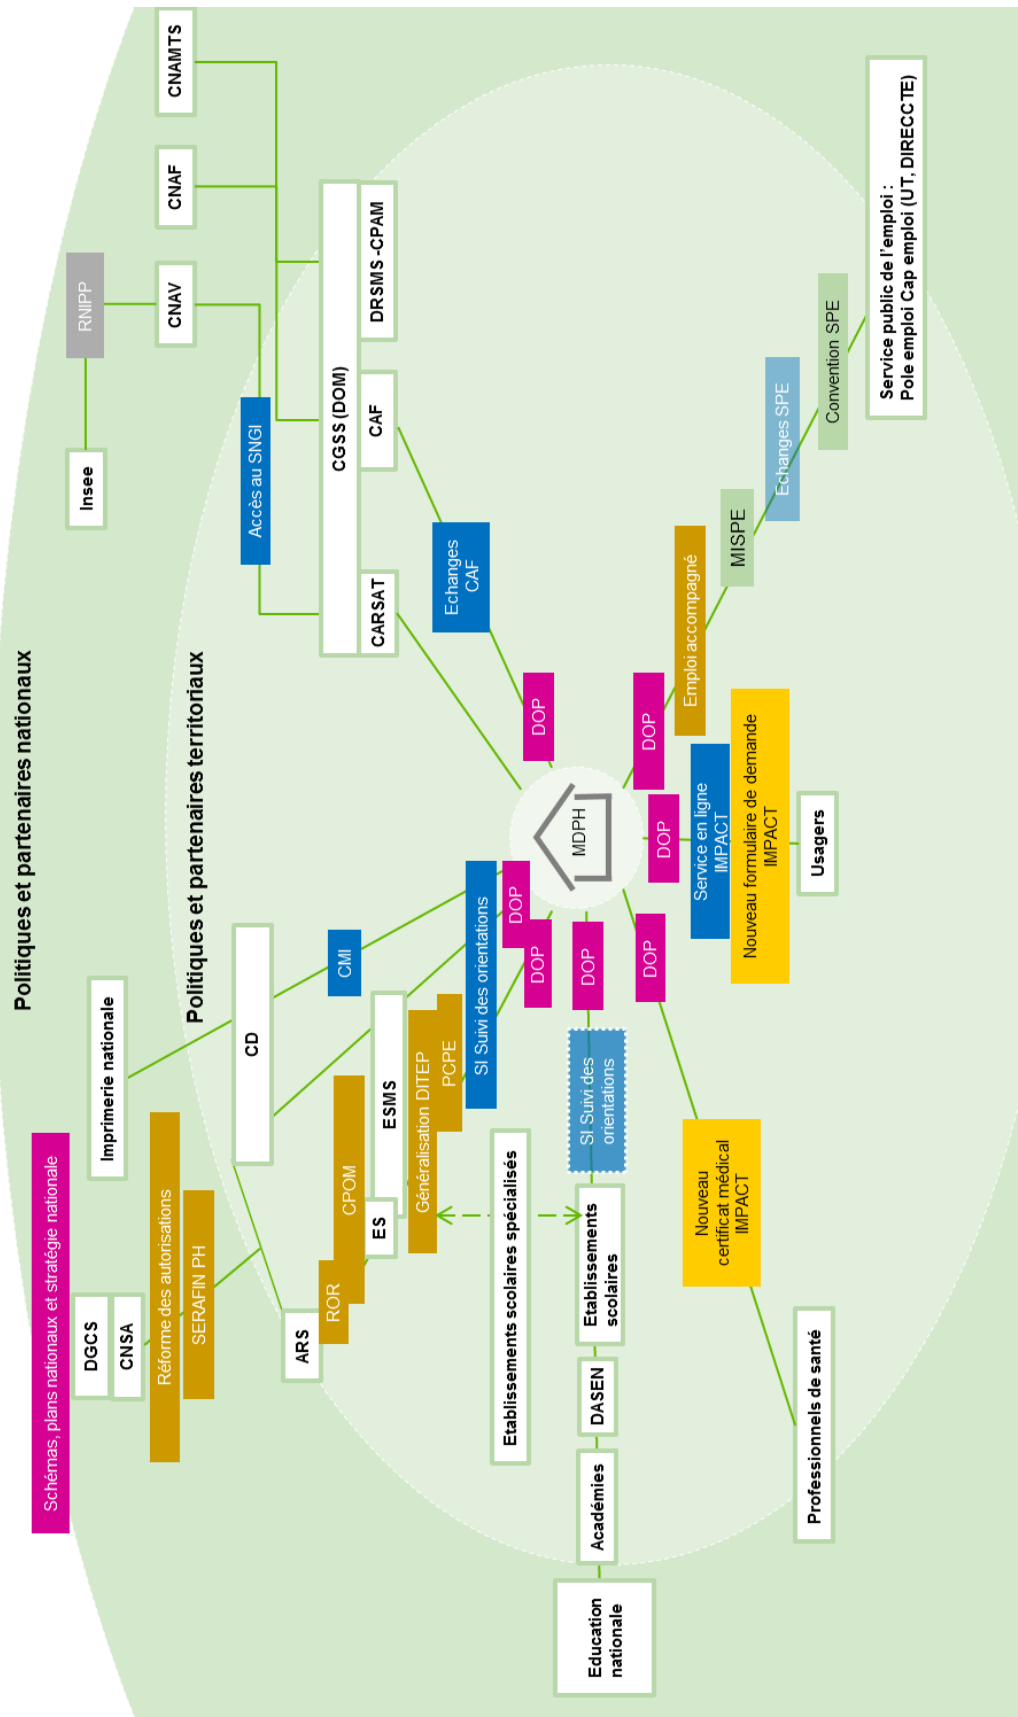 Politiques et partenaires nationaux
Schémas, plans nationaux et stratégie nationale
DGCS
CNSA
Réforme des autorisations
SERAFIN PH
Imprimerie nationale
Insee
RNIPP
CNAV
CNAF
CNAMTS
Politiques et partenaires territoriaux
CD
Accès au SNGI
ARS
ROR
CPOM
CMI
CGSS (DOM)
CARSAT
CAF
DRSMS -CPAM
ES
ESMS
Généralisation DITEP
PCPE
SI Suivi des orientations
Echanges
CAF
DOP
DOP
DOP
Etablissements scolaires spécialisés
MDPH
Education
nationale
Académies
DASEN
Etablissements
scolaires
SI Suivi des
orientations
DOP
DOP
DOP
DOP
Emploi accompagné
MISPE
Echanges SPE
Convention SPE
Service public de l'emploi :
Pole emploi Cap emploi (UT, DIRECCTE)
Nouveau
certificat médical
IMPACT
Service en ligne
IMPACT
Nouveau formulaire de demande
IMPACT
Professionnels de santé
Usagers